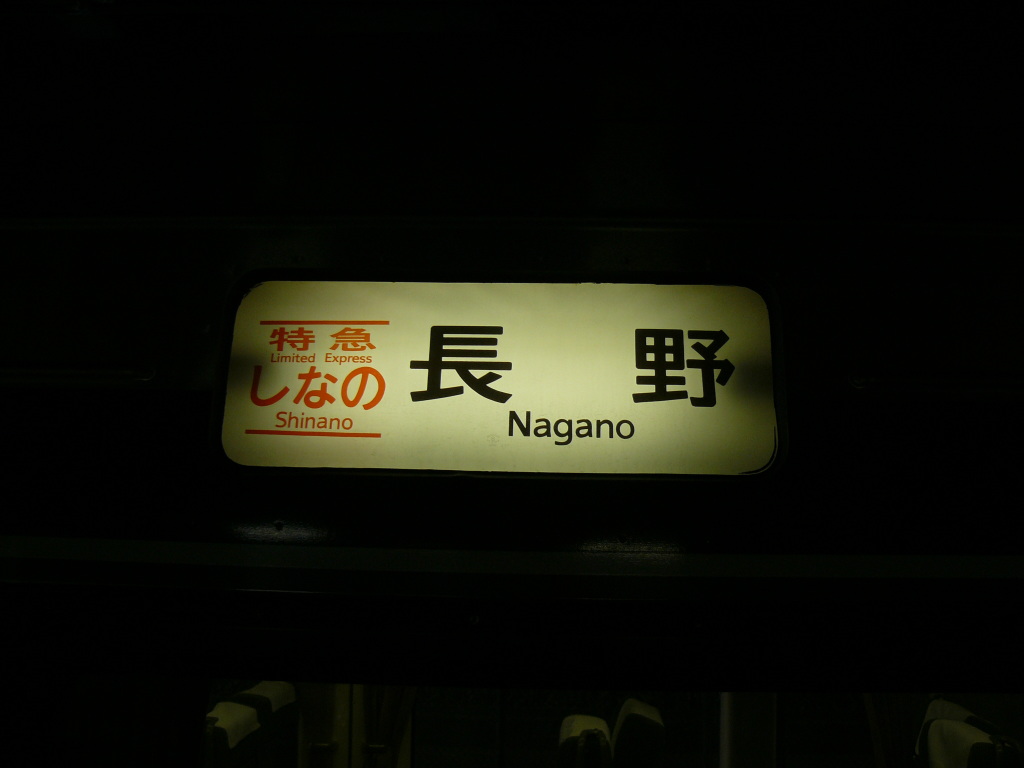 特急
Limited Express
しなの
Shinano
長野
Nagano